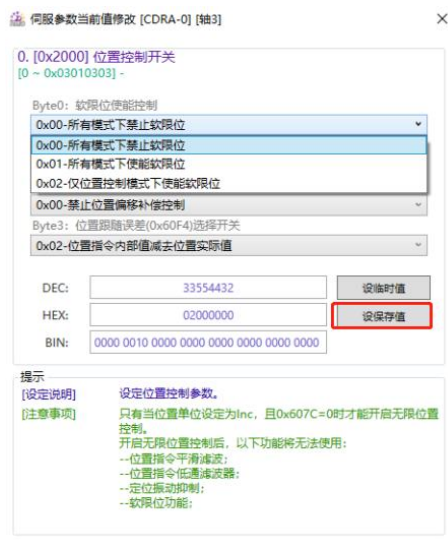 伺服参数当前值修改 [CDRA-0] [轴3]
0. [0x2000] 位置控制开关
[0 ~ 0x03010303] -
Byte0: 软限位使能控制
0x00-所有模式下禁止软限位
0x00-所有模式下禁止软限位
0x01-所有模式下使能软限位
0x02-仅位置控制模式下使能软限位
0x00-禁止位置偏移补偿控制
Byte3: 位置跟随误差(0x60F4)选择开关
0x02-位置指令内部值减去位置实际值
DEC: 33554432 设临时值
HEX: 02000000 设保存值
BIN: 0000 0010 0000 0000 0000 0000 0000 0000
提示
[设定说明] 设定位置控制参数。
[注意事项] 只有当位置单位设定为Inc，且0x607C=0时才能开启无限位置
控制。
开启无限位置控制后，以下功能将无法使用：
--位置指令平滑滤波；
--位置指令低通滤波器；
--定位振动抑制；
--软限位功能；